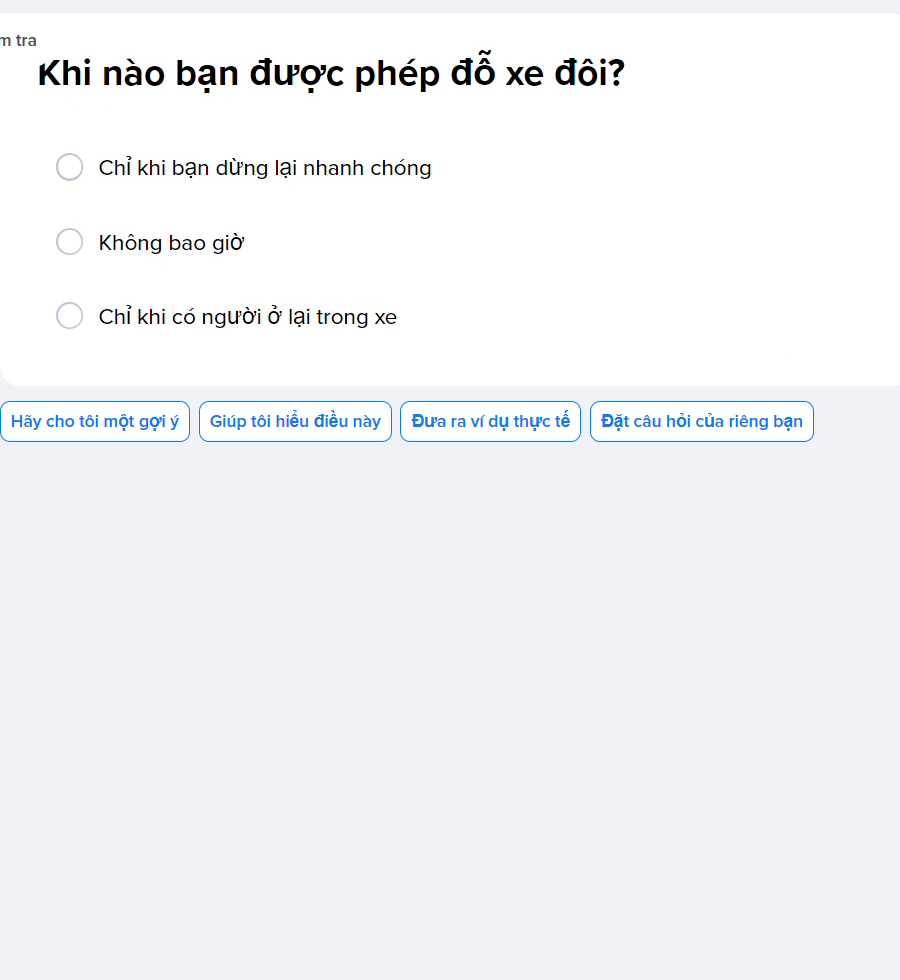 m tra
Khi nào bạn được phép đỗ xe đôi?
Chỉ khi bạn dừng lại nhanh chóng
Không bao giờ
Chỉ khi có người ở lại trong xe
Hãy cho tôi một gợi ý Giúp tôi hiểu điều này Đưa ra ví dụ thực tế Đặt câu hỏi của riêng bạn